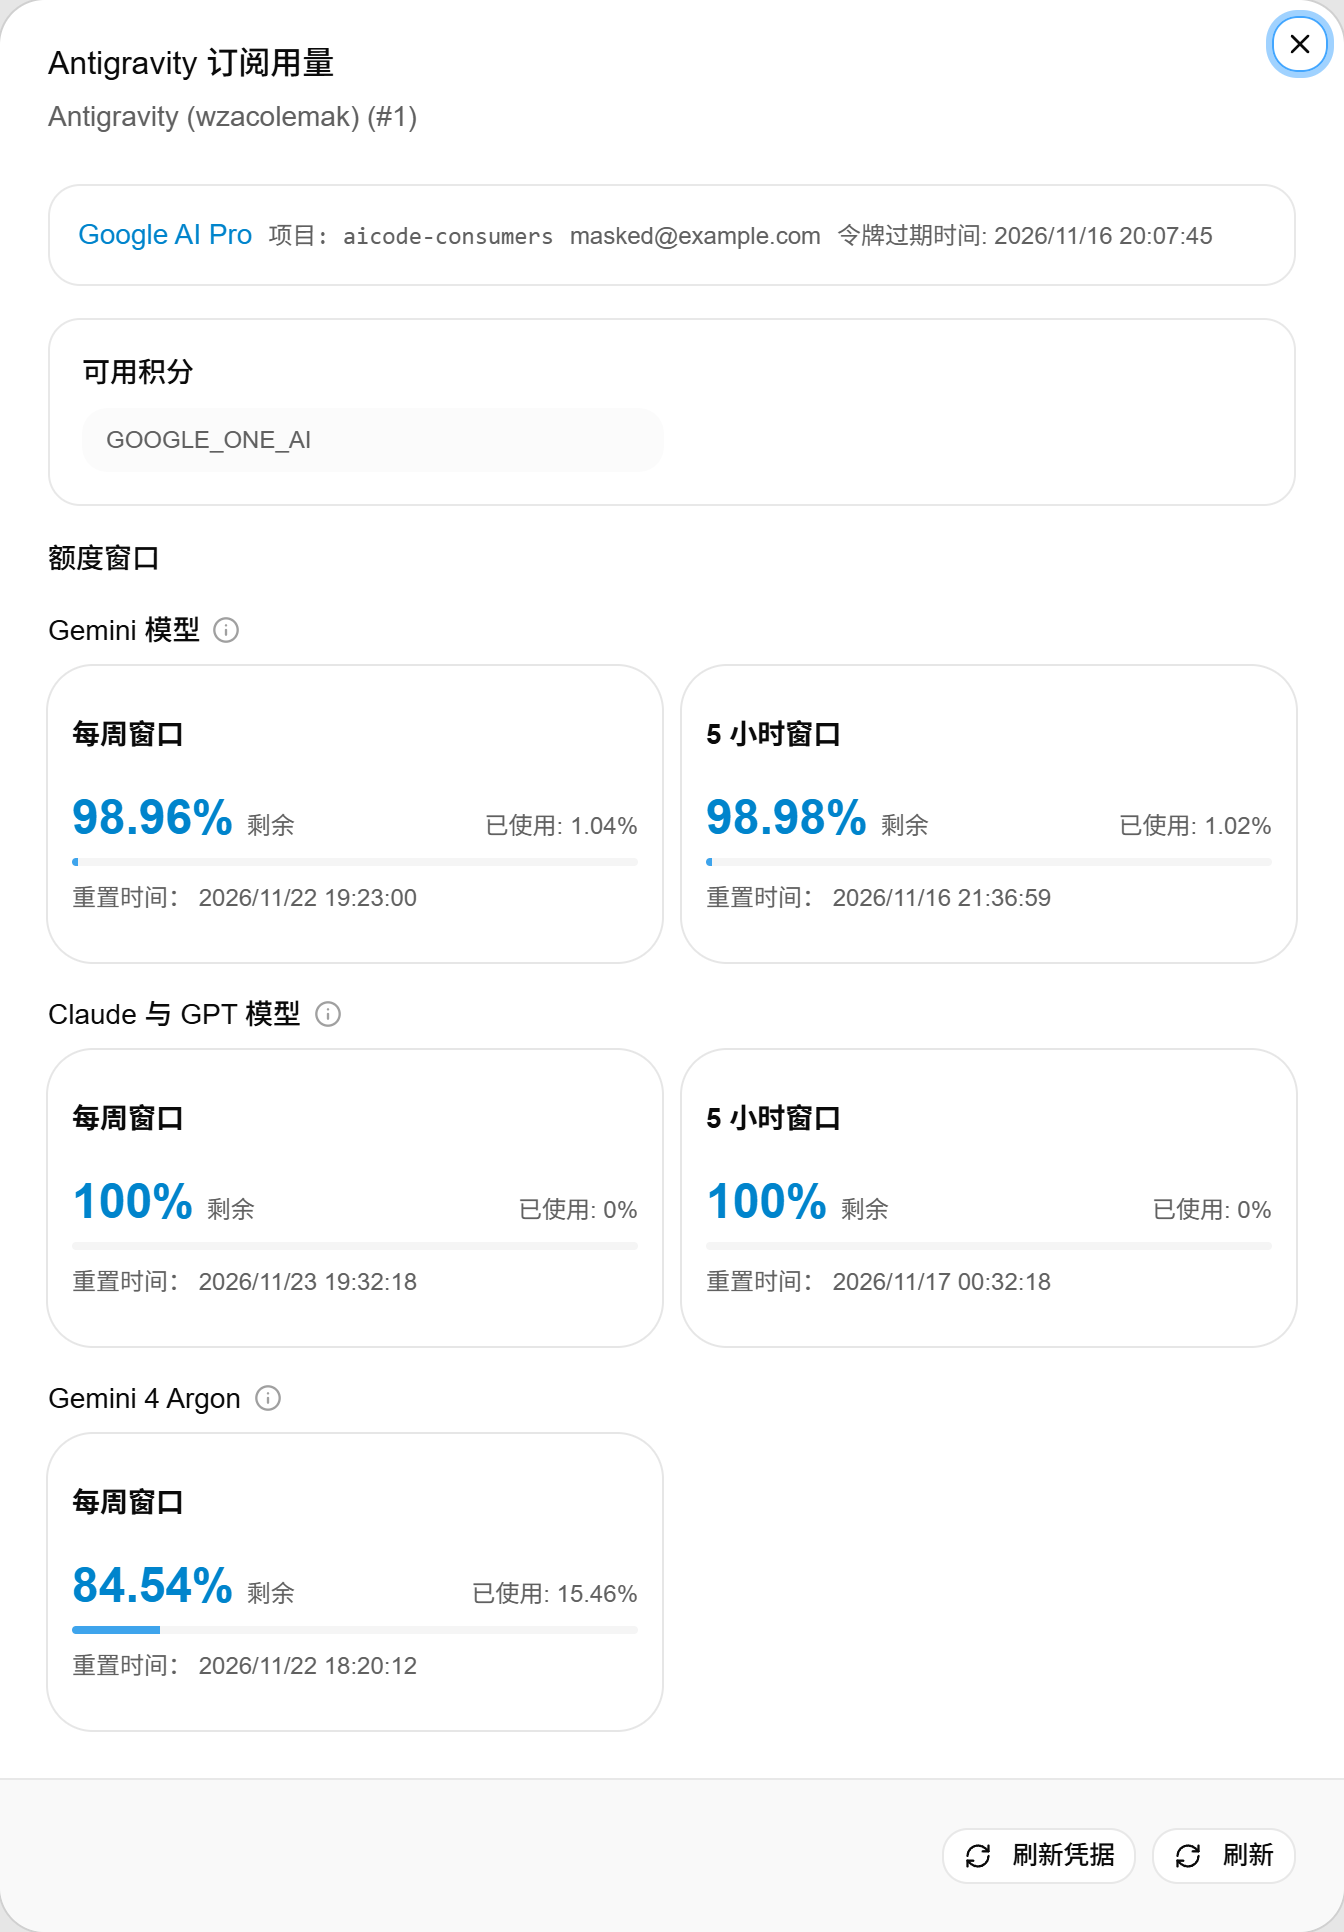 Antigravity 订阅用量
Antigravity (wzacolemak) (#1)
Google AI Pro 项目: aicode-consumers masked@example.com 令牌过期时间: 2026/11/16 20:07:45
可用积分
GOOGLE_ONE_AI
额度窗口
Gemini 模型
每周窗口
98.96% 剩余 已使用: 1.04%
重置时间： 2026/11/22 19:23:00
5 小时窗口
98.98% 剩余 已使用: 1.02%
重置时间： 2026/11/16 21:36:59
Claude 与 GPT 模型
每周窗口
100% 剩余 已使用: 0%
重置时间： 2026/11/23 19:32:18
5 小时窗口
100% 剩余 已使用: 0%
重置时间： 2026/11/17 00:32:18
Gemini 4 Argon
每周窗口
84.54% 剩余 已使用: 15.46%
重置时间： 2026/11/22 18:20:12
刷新凭据 刷新